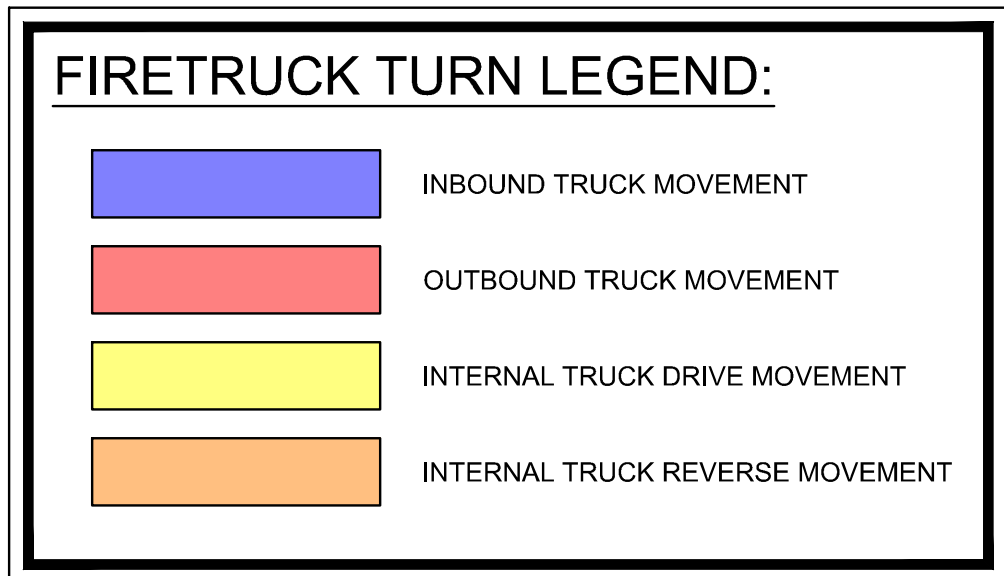 FIRETRUCK TURN LEGEND:
INBOUND TRUCK MOVEMENT
OUTBOUND TRUCK MOVEMENT
INTERNAL TRUCK DRIVE MOVEMENT
INTERNAL TRUCK REVERSE MOVEMENT